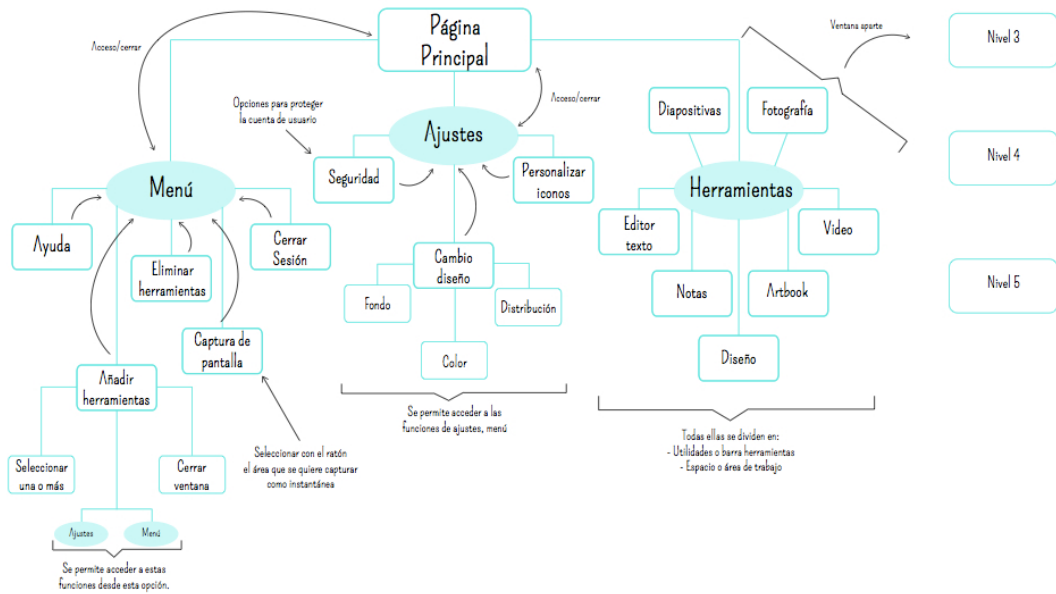 Página
Principal
Ventana aparte
Nivel 3
Acceso/cerrar
Acceso/cerrar
Opciones para proteger
la cuenta de usuario
Ajustes
Diapositivas
Fotografía
Nivel 4
Seguridad
Personalizar
iconos
Menú
Herramientas
Editor
texto
Video
Ayuda
Cerrar
Sesión
Eliminar
herramientas
Cambio
diseño
Notas
Artbook
Nivel 5
Fondo
Distribución
Captura de
pantalla
Color
Diseño
Añadir
herramientas
Se permite acceder a las
funciones de ajustes, menú
Todas ellas se dividen en:
- Utilidades o barra herramientas
- Espacio o área de trabajo
Seleccionar
una o más
Cerrar
ventana
Seleccionar con el ratón
el área que se quiere capturar
como instantánea
Ajustes
Menú
Se permite acceder a estas
funciones desde esta opción.